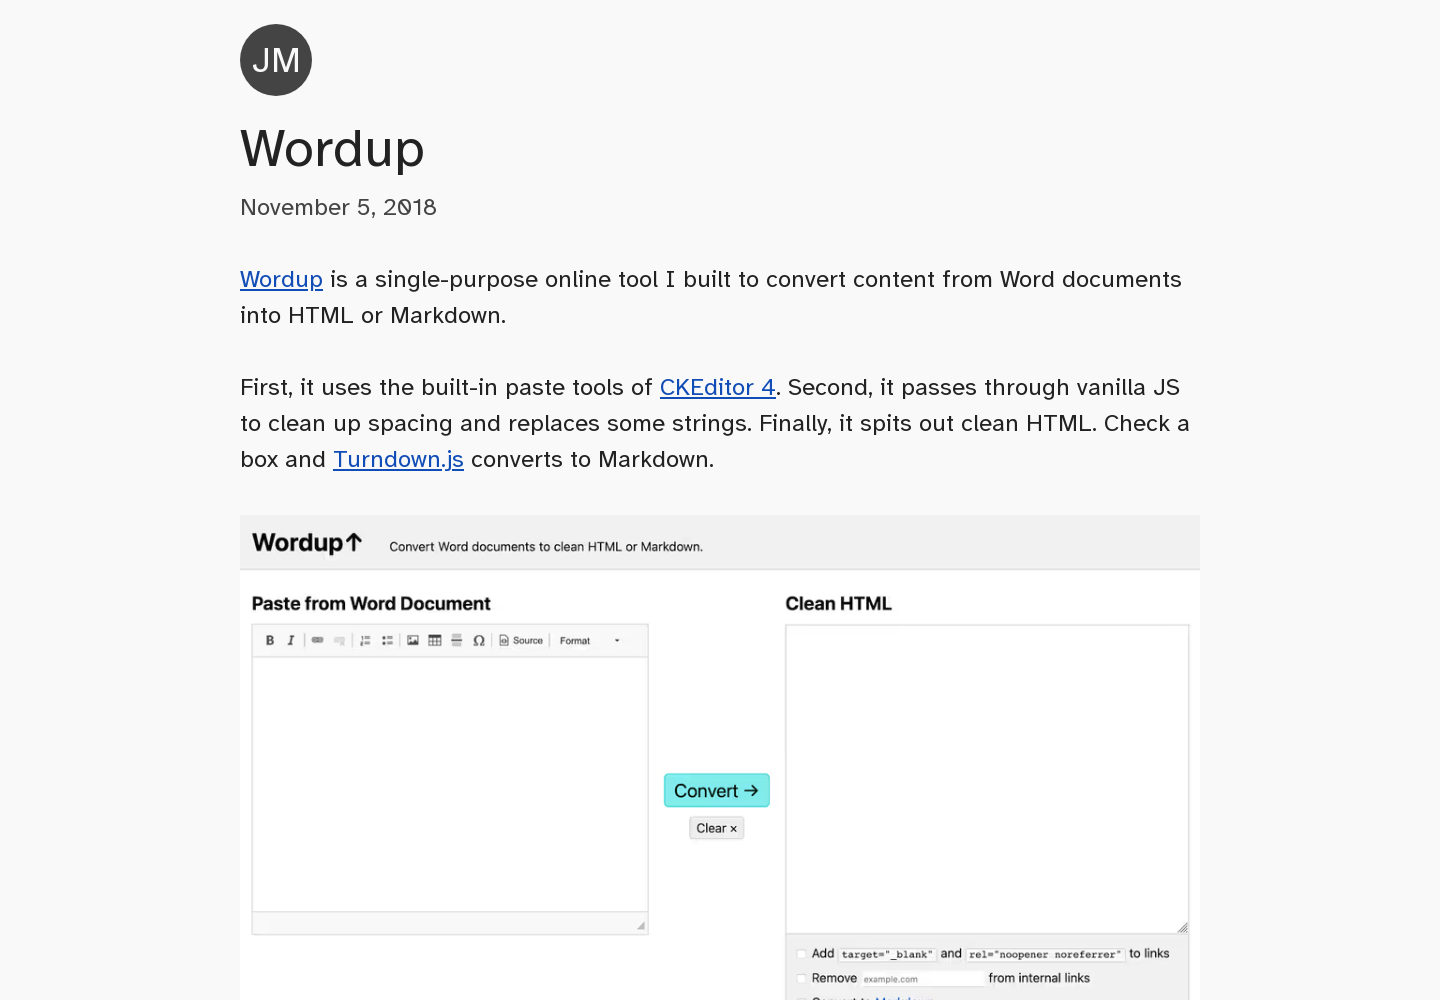 JM
Wordup
November 5, 2018
Wordup is a single-purpose online tool I built to convert content from Word documents
into HTML or Markdown.
First, it uses the built-in paste tools of CKEditor 4. Second, it passes through vanilla JS
to clean up spacing and replaces some strings. Finally, it spits out clean HTML. Check a
box and Turndown.js converts to Markdown.
Wordup↑ Convert Word documents to clean HTML or Markdown.
Paste from Word Document
Clean HTML
B I Ω Source Format
Convert →
Clear ×
Add target="_blank" and rel="noopener noreferrer" to links
Remove example.com from internal links
Convert to Markdown